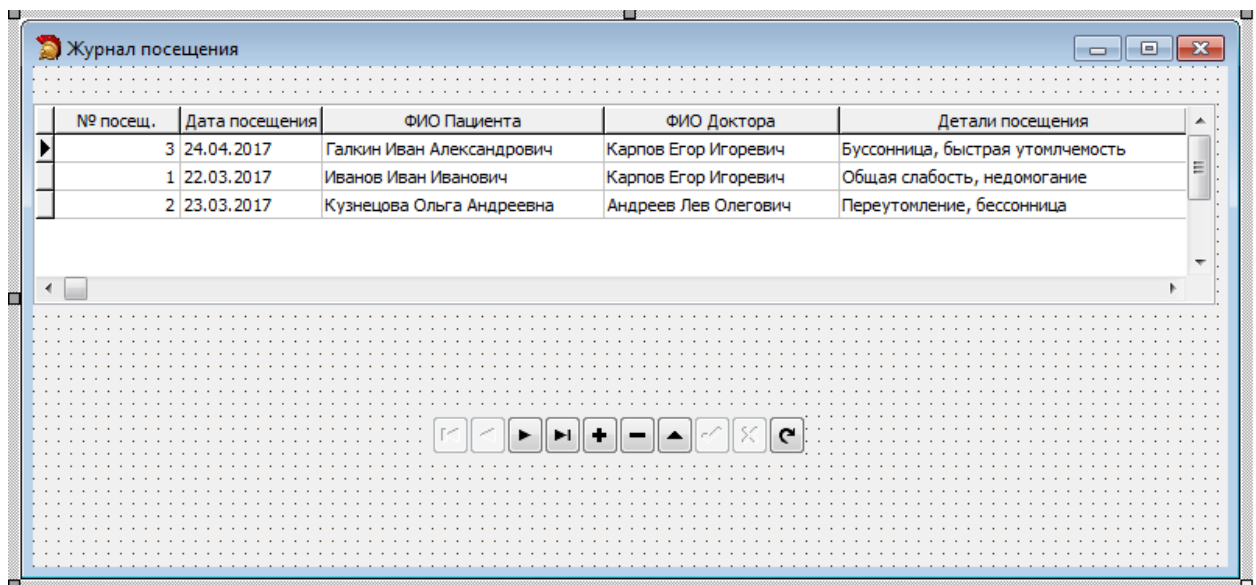 Журнал посещения
№ посещ. Дата посещения ФИО Пациента ФИО Доктора Детали посещения
3 24.04.2017 Галкин Иван Александрович Карпов Егор Игоревич Буссонница, быстрая утомлчемость
1 22.03.2017 Иванов Иван Иванович Карпов Егор Игоревич Общая слабость, недомогание
2 23.03.2017 Кузнецова Ольга Андреевна Андреев Лев Олегович Переутомление, бессонница